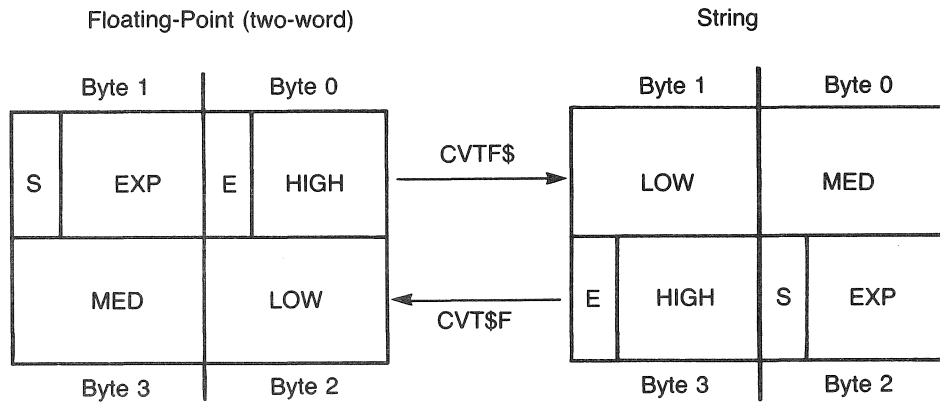 Floating-Point (two-word)
String
Byte 1
Byte 0
Byte 1
Byte 0
S
EXP
E
HIGH
CVTF$
LOW
MED
MED
LOW
CVT$F
E
HIGH
S
EXP
Byte 3
Byte 2
Byte 3
Byte 2